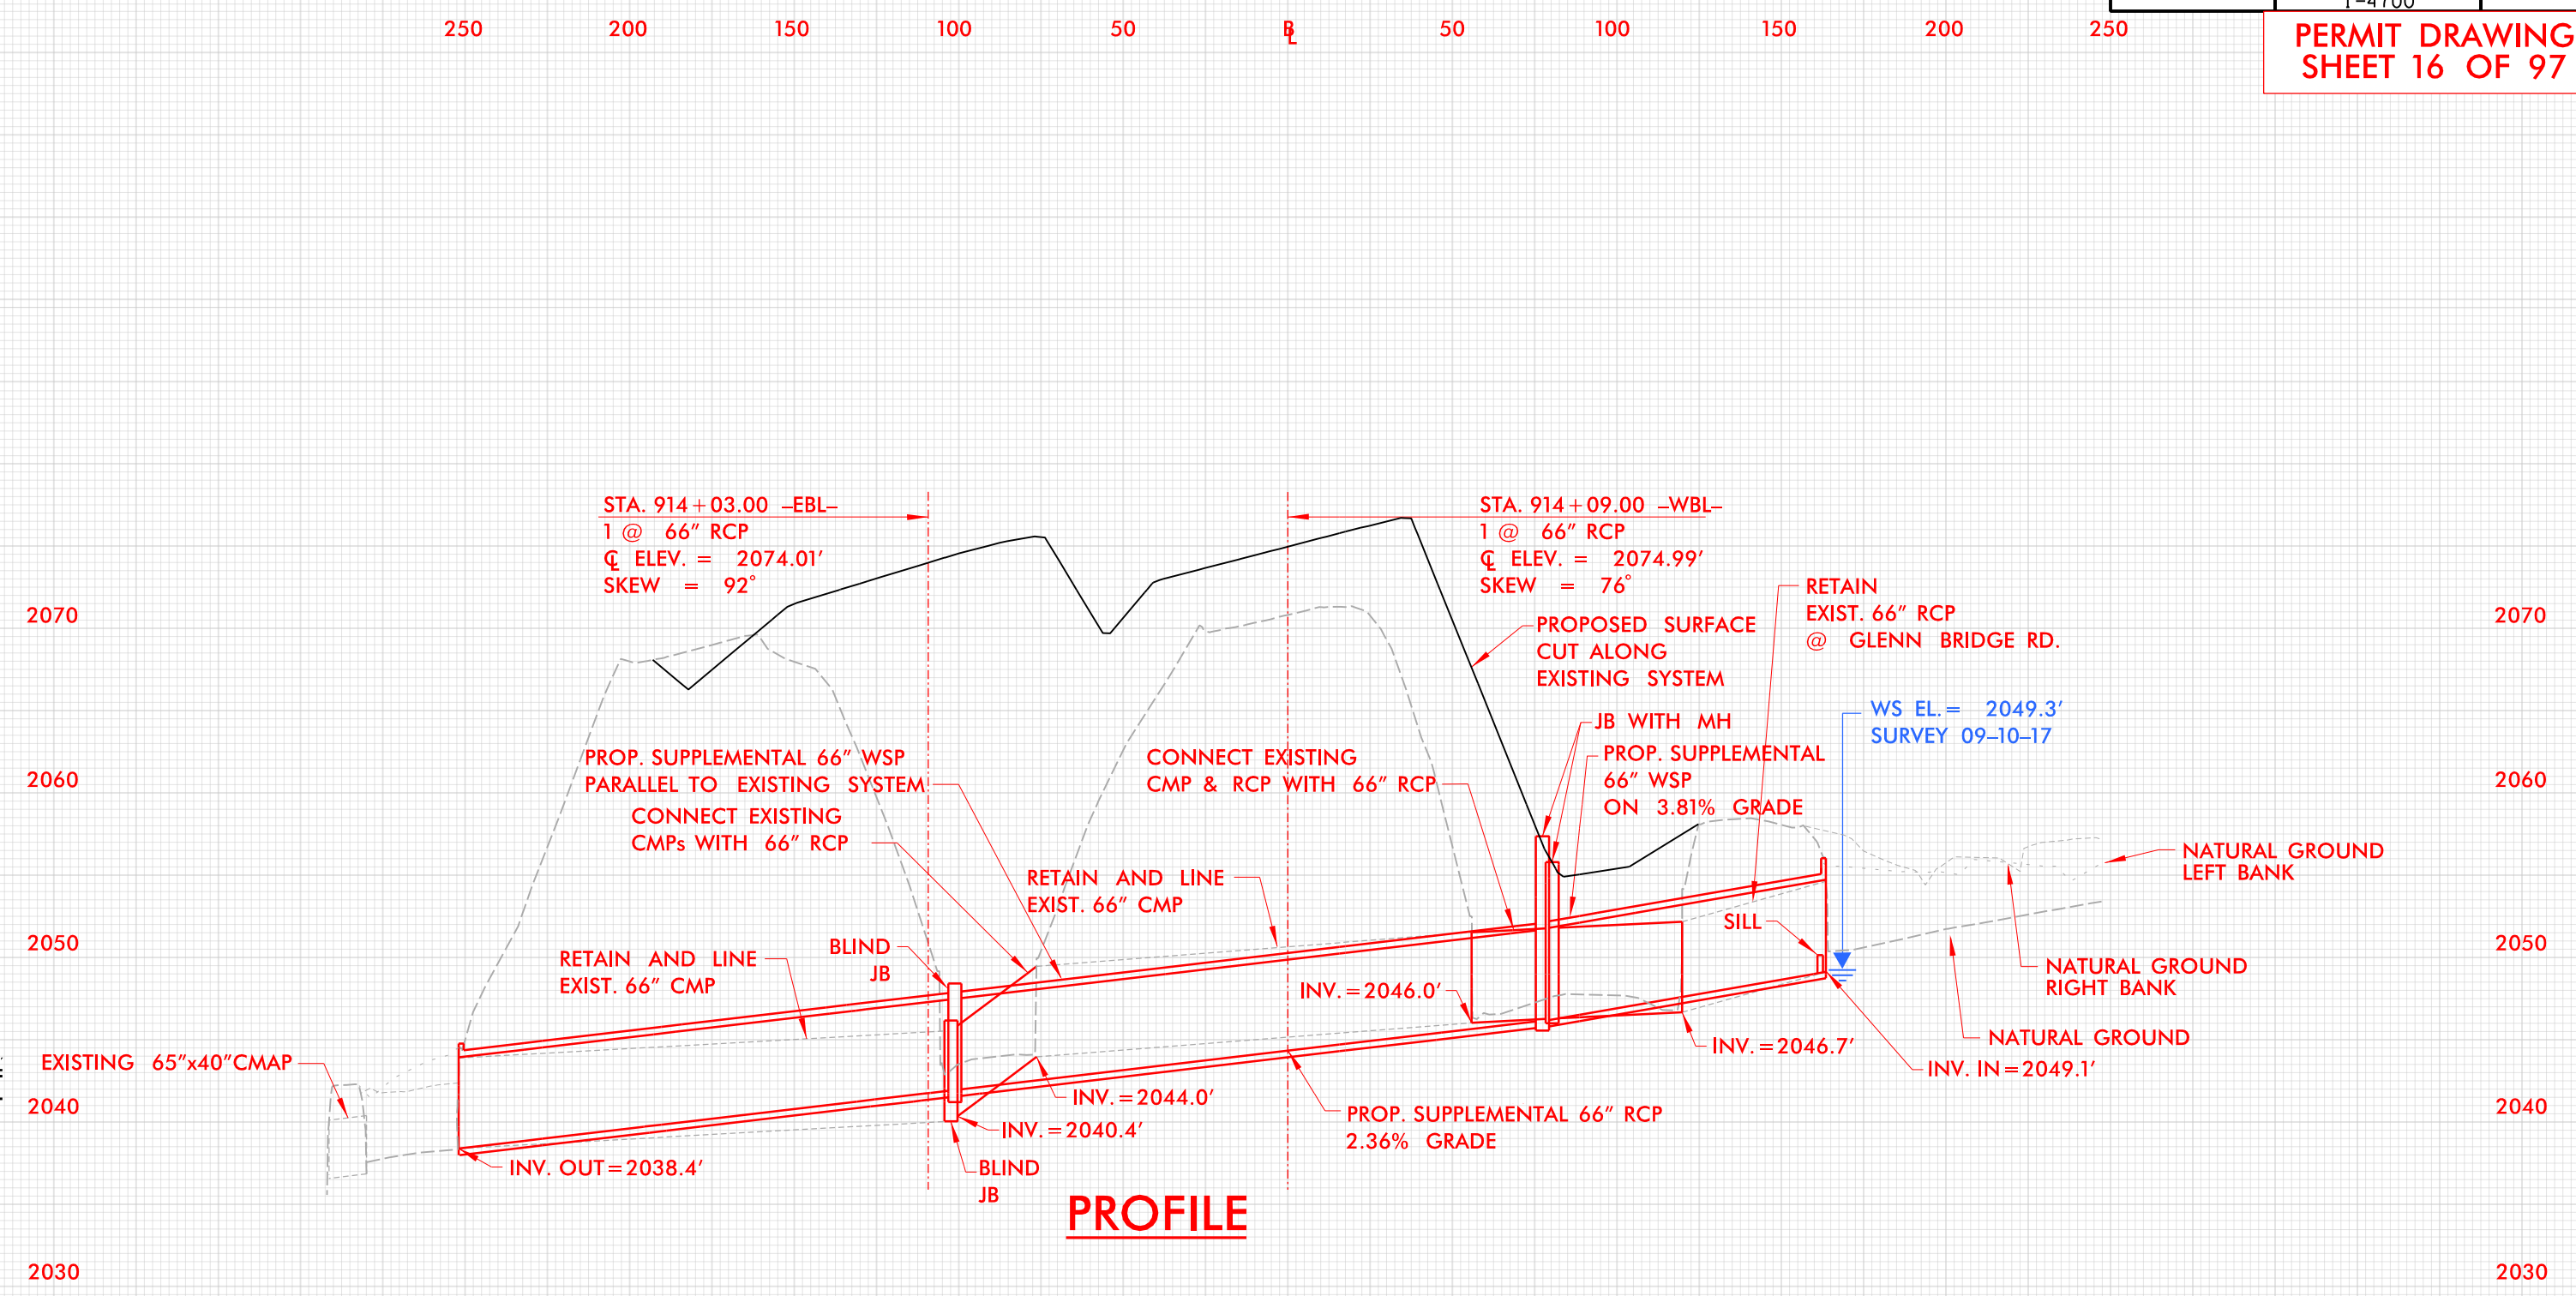 I-4700
PERMIT DRAWING
SHEET 16 OF 97
250 200 150 100 50 BL 50 100 150 200 250
STA. 914+03.00 –EBL–
1 @ 66" RCP
CL ELEV. = 2074.01'
SKEW = 92°
STA. 914+09.00 –WBL–
1 @ 66" RCP
CL ELEV. = 2074.99'
SKEW = 76°
RETAIN
EXIST. 66" RCP
@ GLENN BRIDGE RD.
2070
2070
PROPOSED SURFACE
CUT ALONG
EXISTING SYSTEM
WS EL.= 2049.3'
SURVEY 09–10–17
JB WITH MH
PROP. SUPPLEMENTAL 66" WSP
PARALLEL TO EXISTING SYSTEM
CONNECT EXISTING
CMP & RCP WITH 66" RCP
PROP. SUPPLEMENTAL
66" WSP
ON 3.81% GRADE
2060
2060
CONNECT EXISTING
CMPs WITH 66" RCP
NATURAL GROUND
LEFT BANK
RETAIN AND LINE
EXIST. 66" CMP
SILL
2050
2050
BLIND
JB
RETAIN AND LINE
EXIST. 66" CMP
NATURAL GROUND
RIGHT BANK
INV.=2046.0'
NATURAL GROUND
INV.=2046.7'
EXISTING 65"x40"CMAP
INV. IN=2049.1'
INV.=2044.0'
2040
2040
PROP. SUPPLEMENTAL 66" RCP
2.36% GRADE
INV.=2040.4'
INV. OUT=2038.4'
BLIND
JB
PROFILE
2030
2030